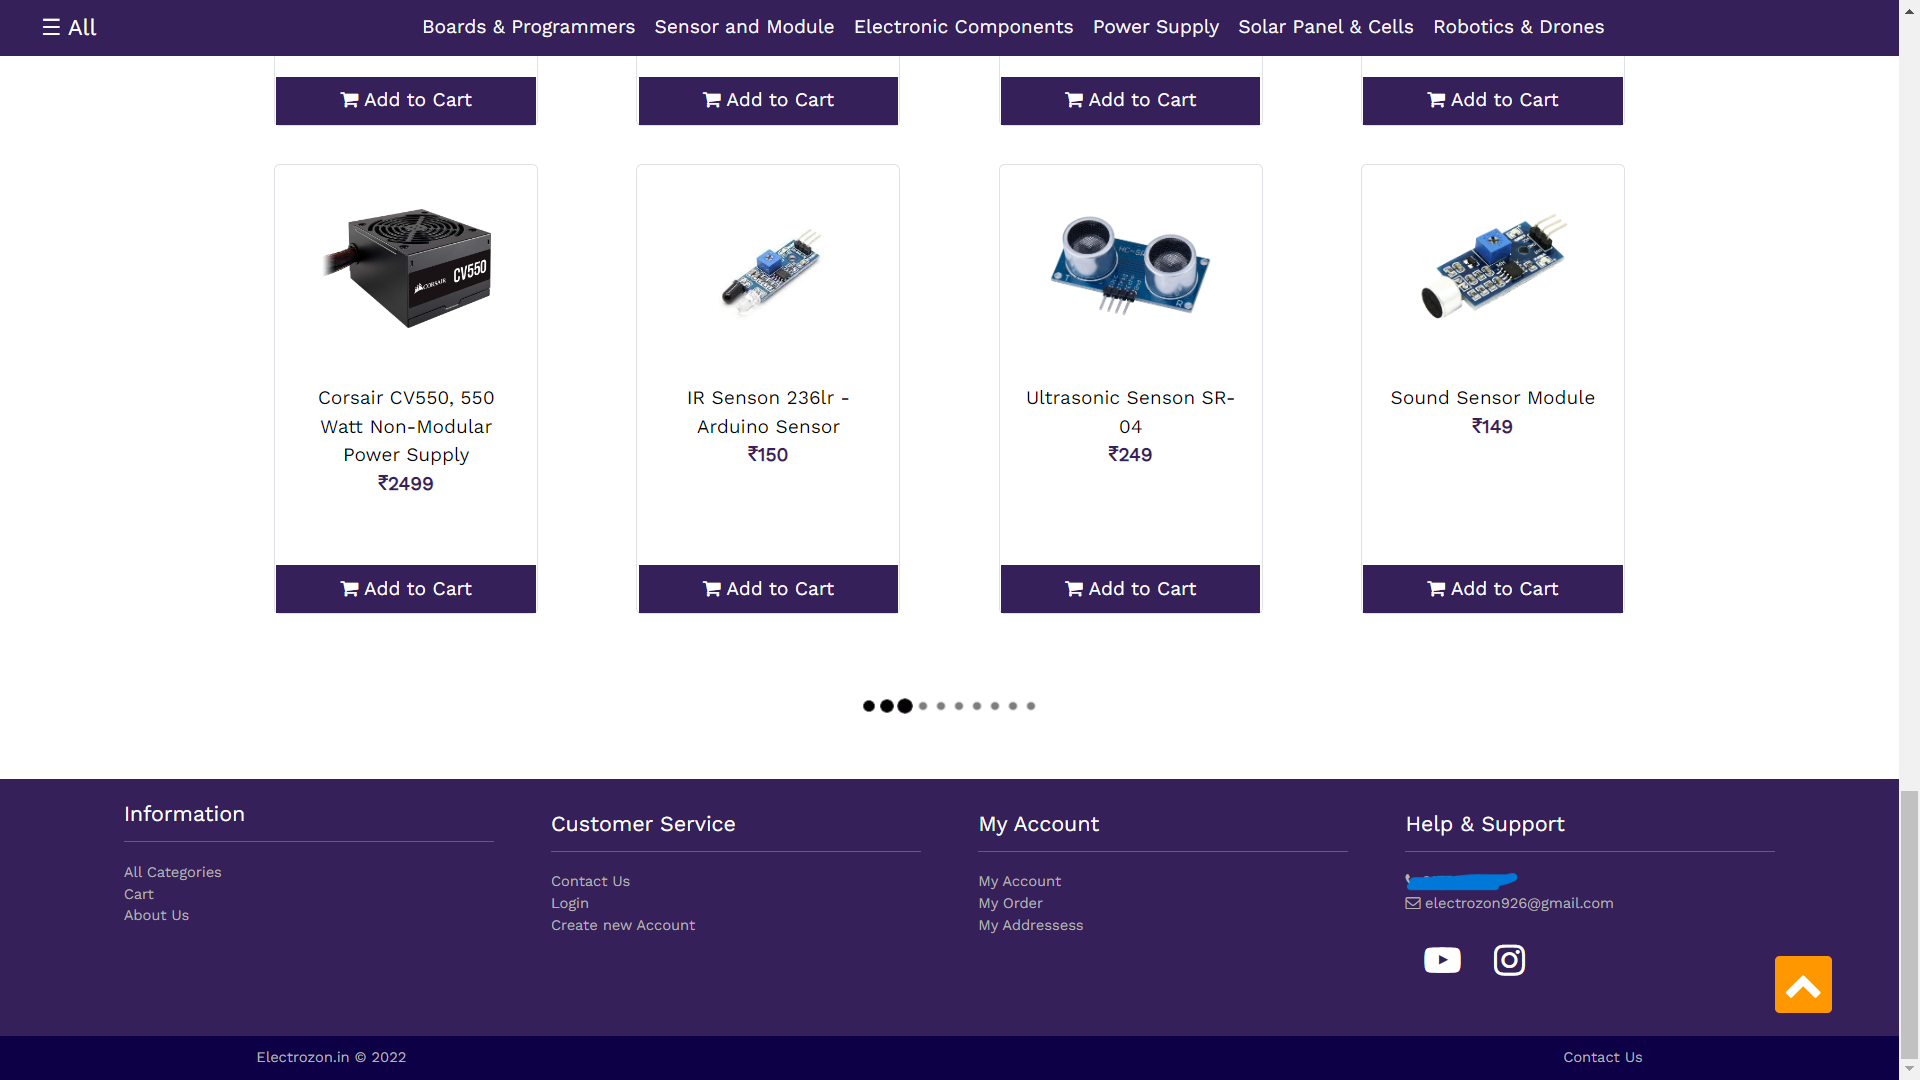 ☰ All
Boards & Programmers Sensor and Module Electronic Components Power Supply Solar Panel & Cells Robotics & Drones
Add to Cart
Add to Cart
Add to Cart
Add to Cart
CV550
CORSAIR
HC-SR
T
R
Corsair CV550, 550
Watt Non-Modular
Power Supply
₹2499
IR Senson 236lr -
Arduino Sensor
₹150
Ultrasonic Senson SR-
04
₹249
Sound Sensor Module
₹149
Add to Cart
Add to Cart
Add to Cart
Add to Cart
Information
All Categories
Cart
About Us
Customer Service
Contact Us
Login
Create new Account
My Account
My Account
My Order
My Addressess
Help & Support
electrozon926@gmail.com
Electrozon.in © 2022
Contact Us